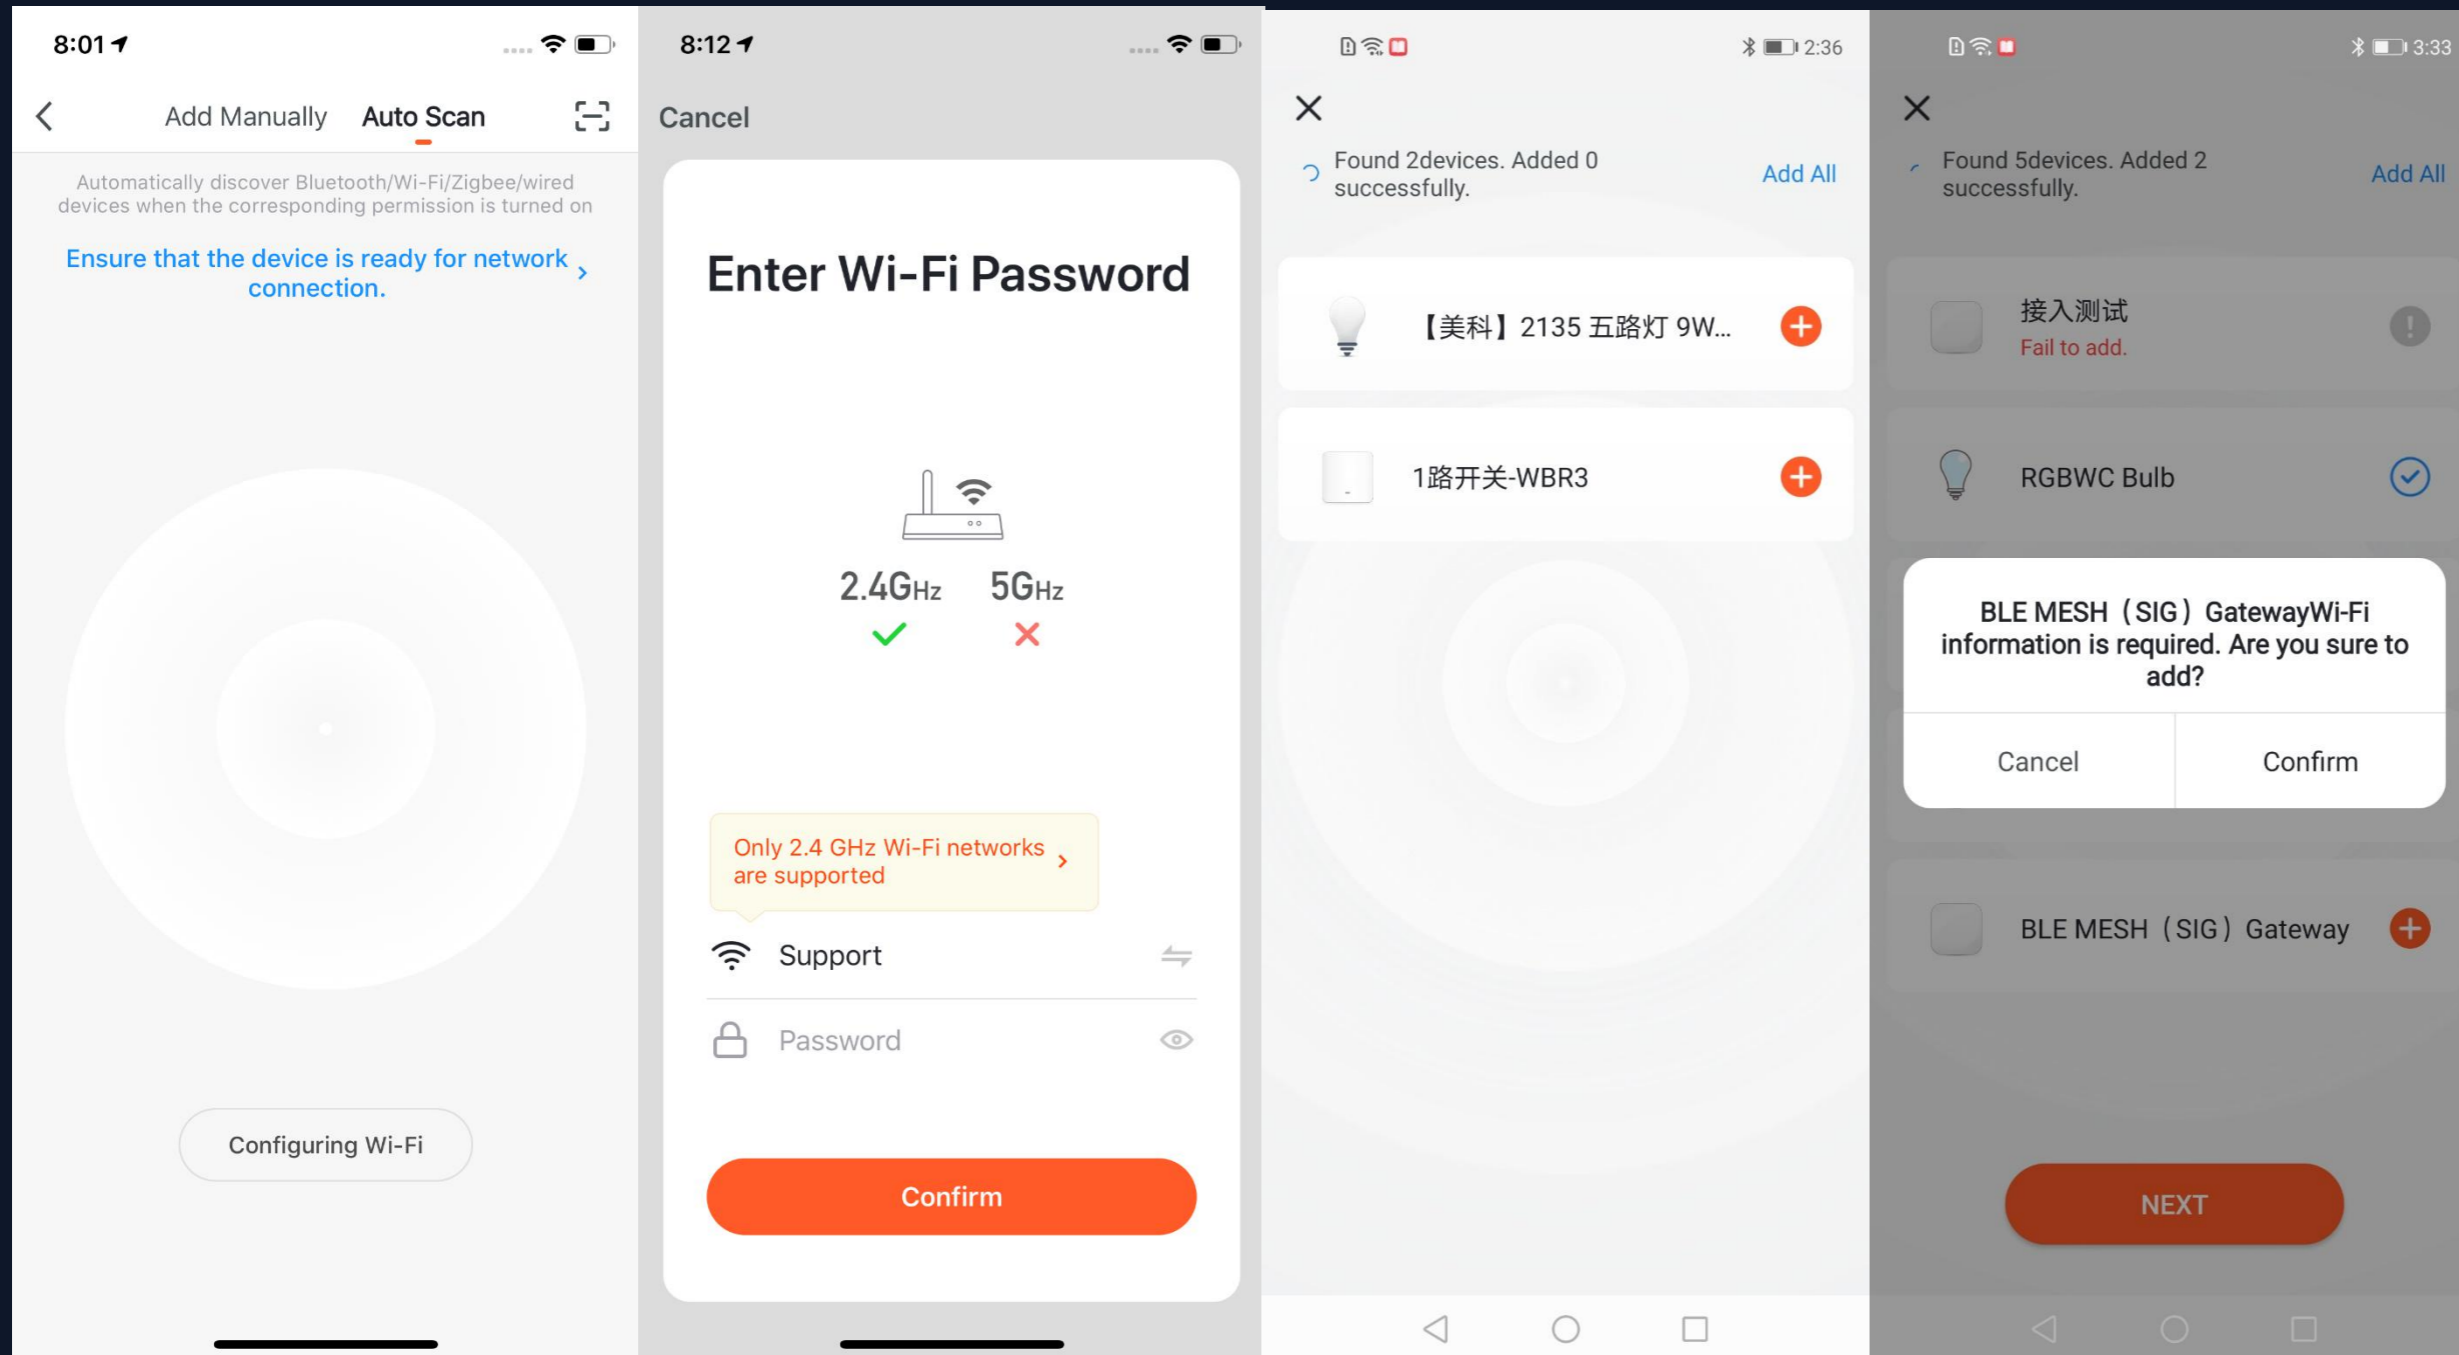 8:01
Add Manually
Auto Scan
Automatically discover Bluetooth/Wi-Fi/Zigbee/wired
devices when the corresponding permission is turned on
Ensure that the device is ready for network
connection.
Configuring Wi-Fi
8:12
Cancel
Enter Wi-Fi Password
2.4GHz
5GHz
Only 2.4 GHz Wi-Fi networks
are supported
Support
Password
Confirm
2:36
Found 2devices. Added 0
successfully.
Add All
【美科】2135 五路灯 9W...
1路开关-WBR3
3:33
Found 5devices. Added 2
successfully.
Add All
接入测试
Fail to add.
RGBWC Bulb
BLE MESH（SIG）GatewayWi-Fi
information is required. Are you sure to
add?
Cancel
Confirm
BLE MESH（SIG）Gateway
NEXT